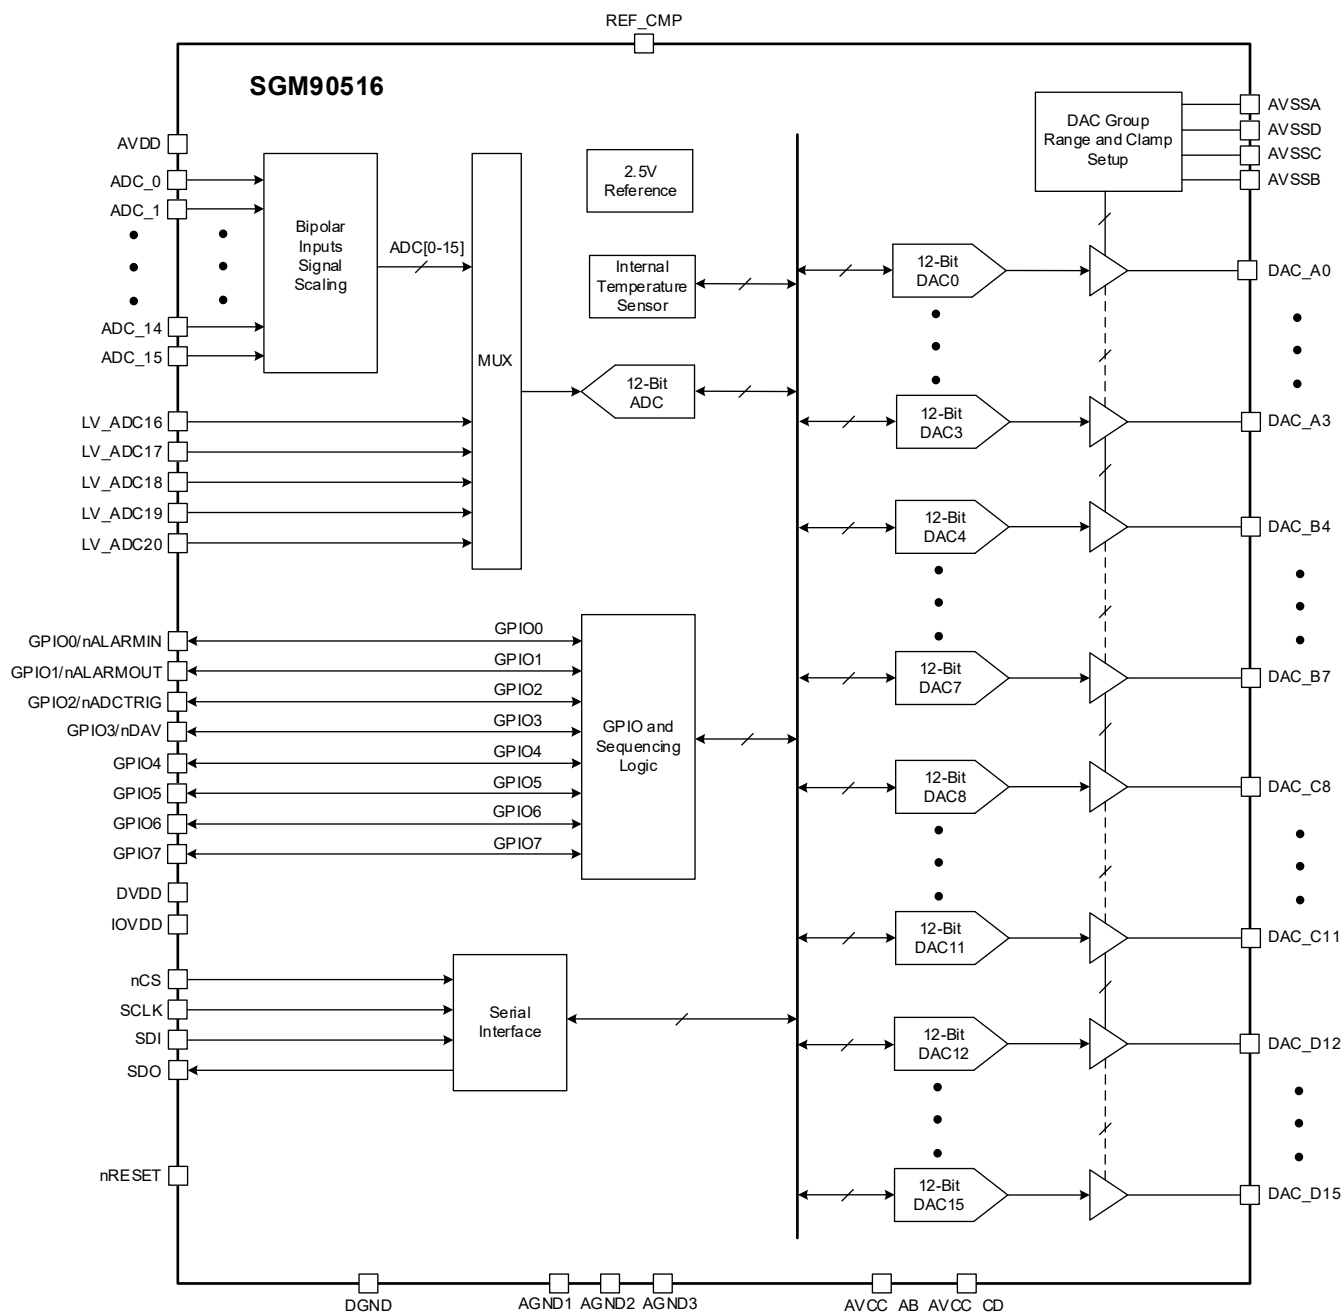 REF_CMP
SGM90516
AVDD
ADC_0
ADC_1
ADC_14
ADC_15
LV_ADC16
LV_ADC17
LV_ADC18
LV_ADC19
LV_ADC20
Bipolar
Inputs
Signal
Scaling
ADC[0-15]
MUX
2.5V
Reference
Internal
Temperature
Sensor
12-Bit
ADC
GPIO0/nALARMIN
GPIO1/nALARMOUT
GPIO2/nADCTRIG
GPIO3/nDAV
GPIO4
GPIO5
GPIO6
GPIO7
GPIO0
GPIO1
GPIO2
GPIO3
GPIO4
GPIO5
GPIO6
GPIO7
GPIO and
Sequencing
Logic
DVDD
IOVDD
nCS
SCLK
SDI
SDO
Serial
Interface
nRESET
DAC Group
Range and Clamp
Setup
AVSSA
AVSSD
AVSSC
AVSSB
12-Bit
DAC0
DAC_A0
12-Bit
DAC3
DAC_A3
12-Bit
DAC4
DAC_B4
12-Bit
DAC7
DAC_B7
12-Bit
DAC8
DAC_C8
12-Bit
DAC11
DAC_C11
12-Bit
DAC12
DAC_D12
12-Bit
DAC15
DAC_D15
DGND
AGND1
AGND2
AGND3
AVCC_AB
AVCC_CD